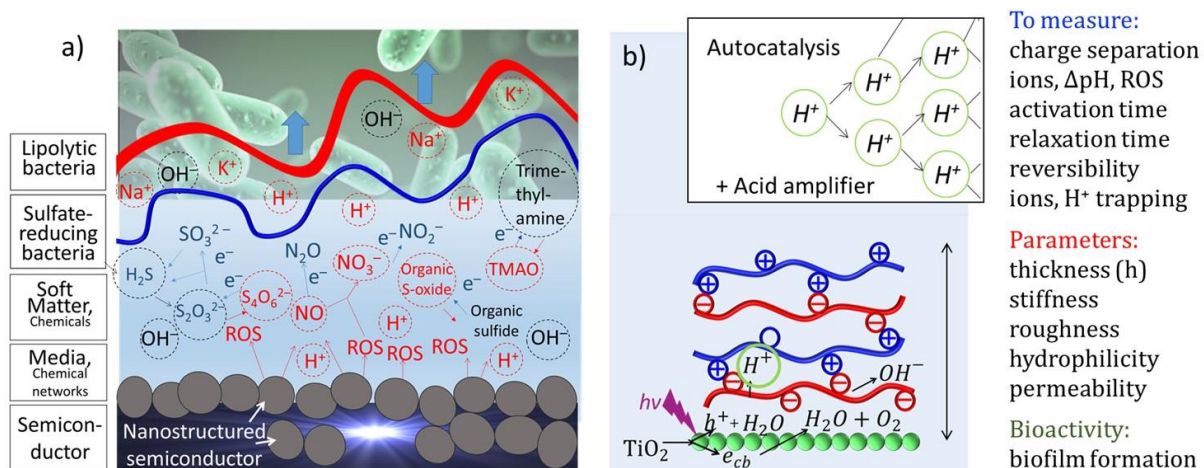 a)
Lipolytic
bacteria
Sulfate-
reducing
bacteria
Soft
Matter,
Chemicals
Media,
Chemical
networks
Semicon-
ductor
K⁺
OH⁻
Na⁺
OH⁻
K⁺
Na⁺
H⁺
H⁺
H⁺
Trime-
thyl-
amine
SO₃²⁻
N₂O
e⁻
NO₂⁻
e⁻
H₂S
e⁻
e⁻
NO₃⁻
Organic
S-oxide
TMAO
S₂O₃²⁻
S₄O₆²⁻
NO
e⁻
Organic
sulfide
OH⁻
ROS
H⁺
OH⁻
H⁺
ROS
ROS
ROS
H⁺
Nanostructured
semiconductor
b)
Autocatalysis
H⁺
H⁺
H⁺
H⁺
H⁺
H⁺
+ Acid amplifier
H⁺
OH⁻
hν
h⁺ + H₂O
H₂O + O₂
TiO₂
e_cb
To measure:
charge separation
ions, ΔpH, ROS
activation time
relaxation time
reversibility
ions, H⁺ trapping
Parameters:
thickness (h)
stiffness
roughness
hydrophilicity
permeability
Bioactivity:
biofilm formation